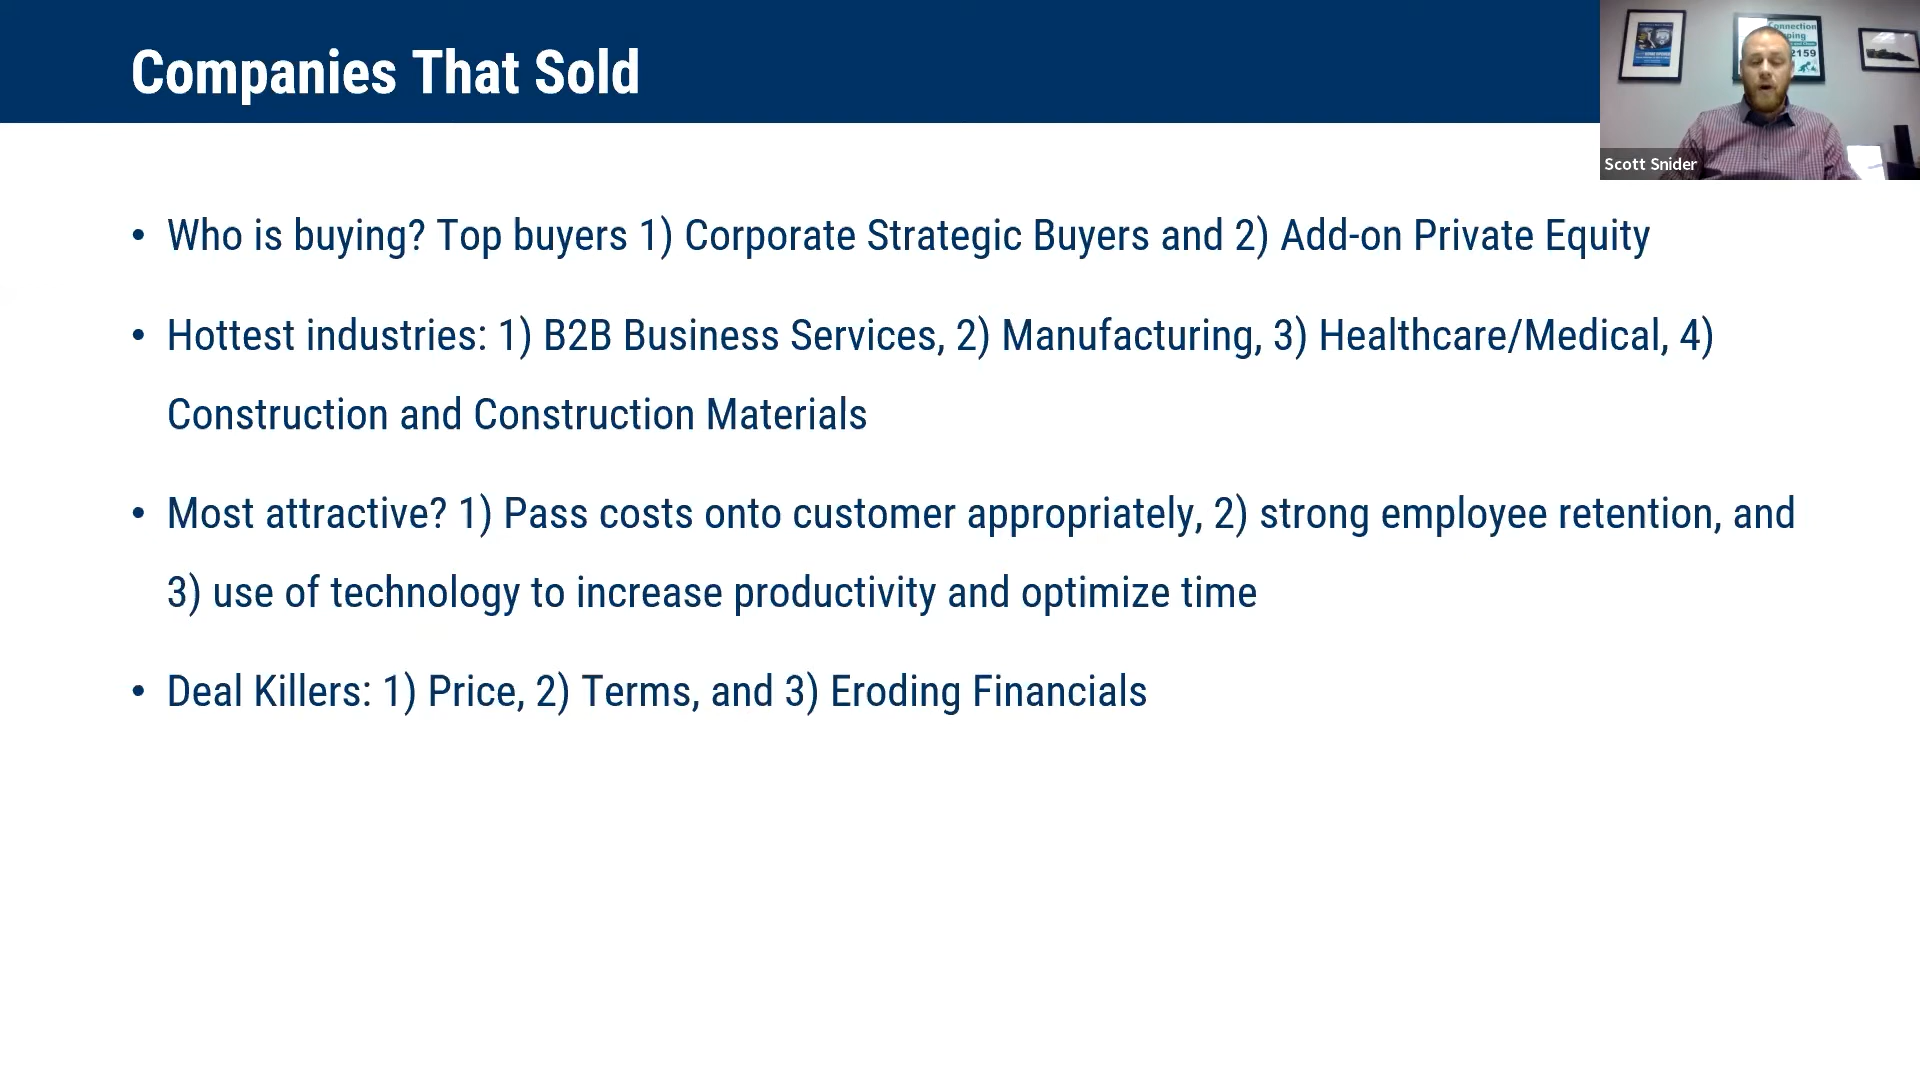 Companies That Sold
Connection
2159
Scott Snider
• Who is buying? Top buyers 1) Corporate Strategic Buyers and 2) Add-on Private Equity
• Hottest industries: 1) B2B Business Services, 2) Manufacturing, 3) Healthcare/Medical, 4)
Construction and Construction Materials
• Most attractive? 1) Pass costs onto customer appropriately, 2) strong employee retention, and
3) use of technology to increase productivity and optimize time
• Deal Killers: 1) Price, 2) Terms, and 3) Eroding Financials